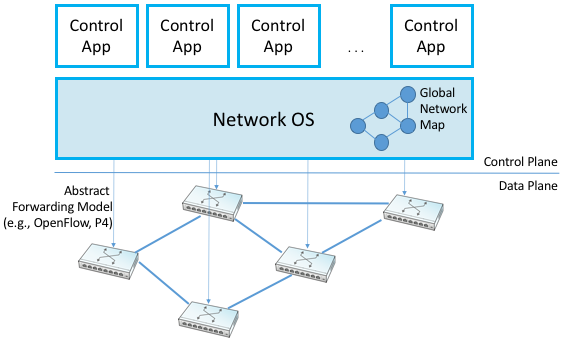 Control
App
Control
App
Control
App
. . .
Control
App
Network OS
Global
Network
Map
Control Plane
Data Plane
Abstract
Forwarding Model
(e.g., OpenFlow, P4)